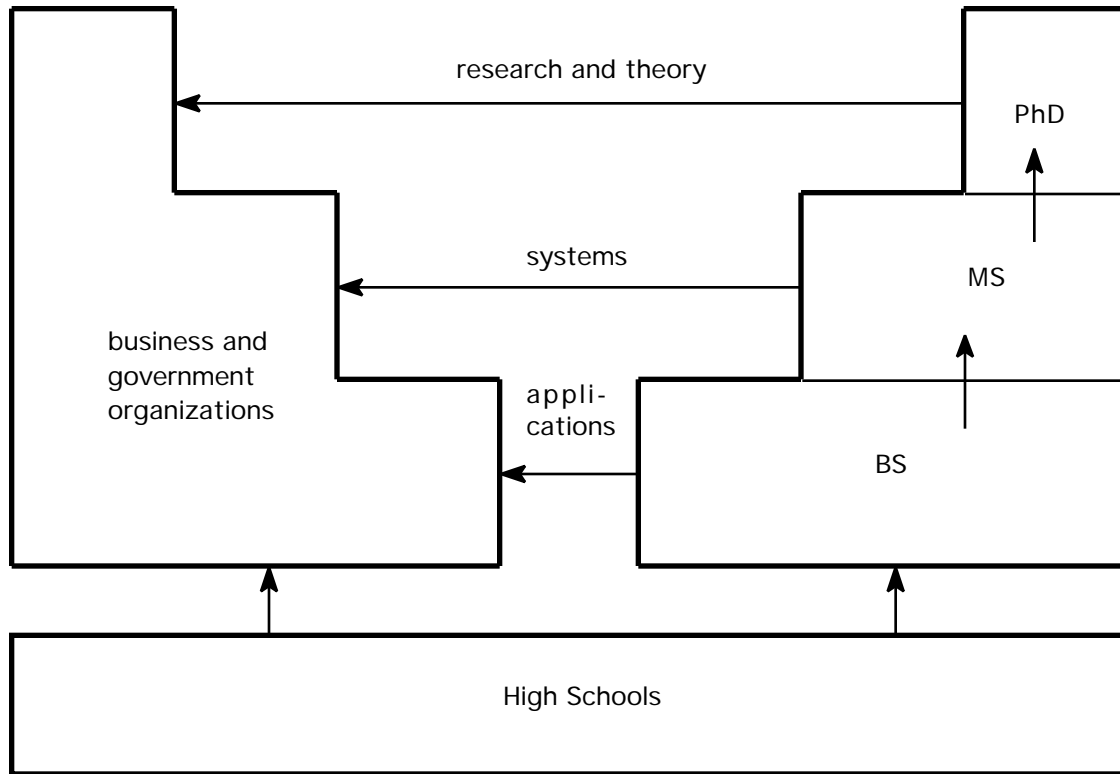 research and theory
PhD
systems
MS
business and
government
organizations
appli-
cations
BS
High Schools